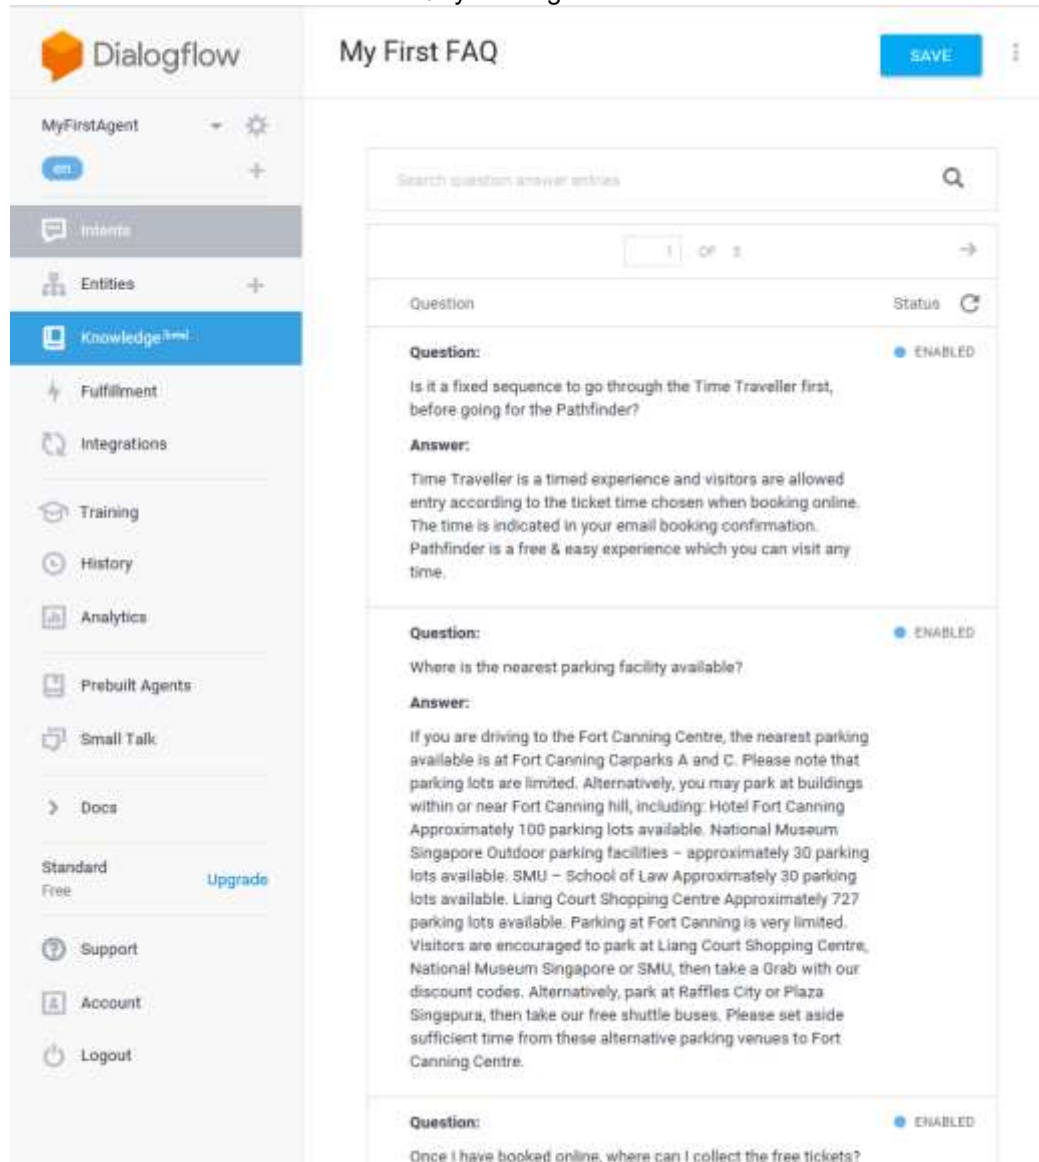 Dialogflow
My First FAQ
SAVE
MyFirstAgent
en
Intents
Entities
Knowledge [beta]
Fulfillment
Integrations
Training
History
Analytics
Prebuilt Agents
Small Talk
Docs
Standard
Free
Upgrade
Support
Account
Logout
Search question answer entries
1 OF
Question
Status
Question:
ENABLED
Is it a fixed sequence to go through the Time Traveller first,
before going for the Pathfinder?
Answer:
Time Traveller is a timed experience and visitors are allowed
entry according to the ticket time chosen when booking online.
The time is indicated in your email booking confirmation.
Pathfinder is a free & easy experience which you can visit any
time.
Question:
ENABLED
Where is the nearest parking facility available?
Answer:
If you are driving to the Fort Canning Centre, the nearest parking
available is at Fort Canning Carparks A and C. Please note that
parking lots are limited. Alternatively, you may park at buildings
within or near Fort Canning hill, including: Hotel Fort Canning
Approximately 100 parking lots available. National Museum
Singapore Outdoor parking facilities – approximately 30 parking
lots available. SMU – School of Law Approximately 30 parking
lots available. Liang Court Shopping Centre Approximately 727
parking lots available. Parking at Fort Canning is very limited.
Visitors are encouraged to park at Liang Court Shopping Centre,
National Museum Singapore or SMU, then take a Grab with our
discount codes. Alternatively, park at Raffles City or Plaza
Singapura, then take our free shuttle buses. Please set aside
sufficient time from these alternative parking venues to Fort
Canning Centre.
Question:
ENABLED
Once I have booked online, where can I collect the free tickets?